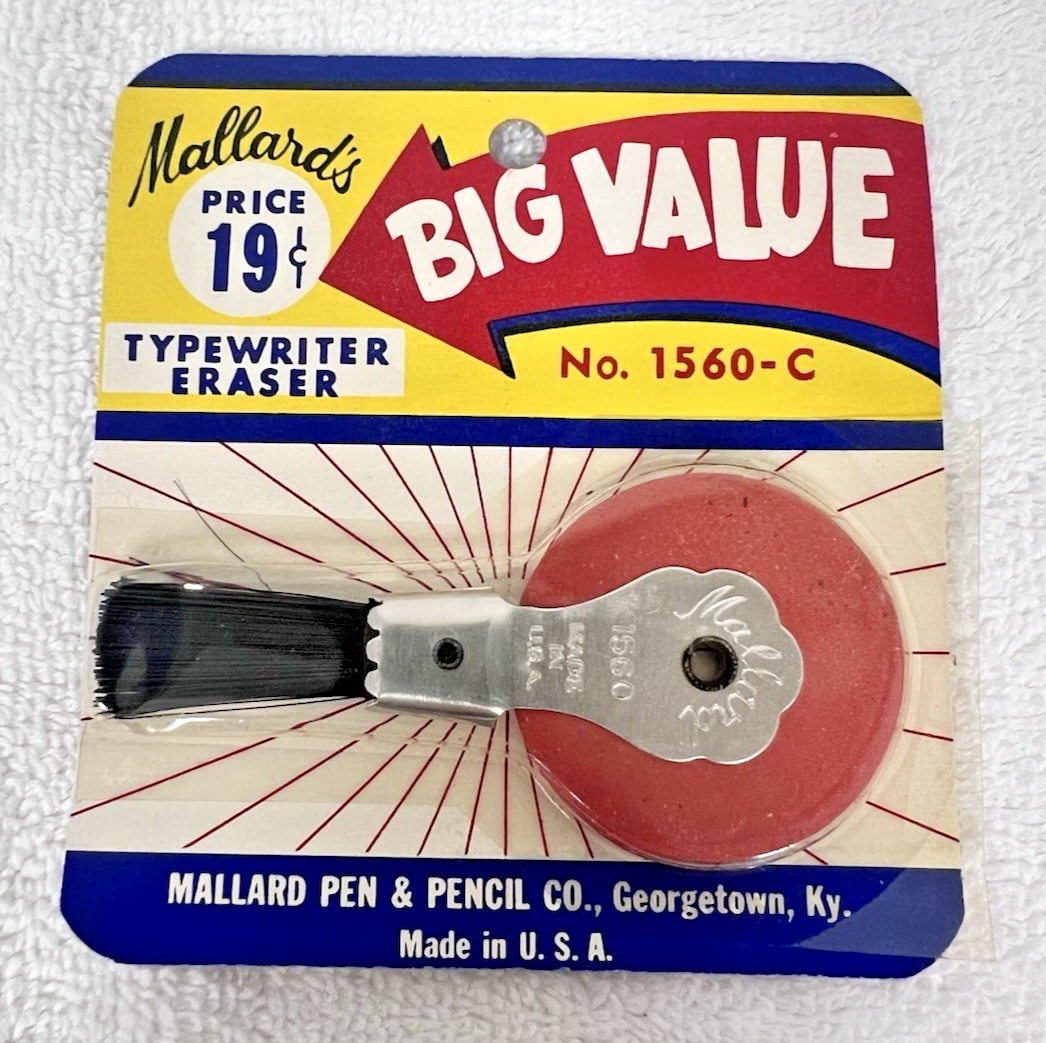 Mallard's
PRICE
19¢
BIG VALUE
TYPEWRITER
ERASER
No. 1560-C
Mallard
1560
MADE
IN
U.S.A.
MALLARD PEN & PENCIL CO., Georgetown, Ky.
Made in U. S. A.